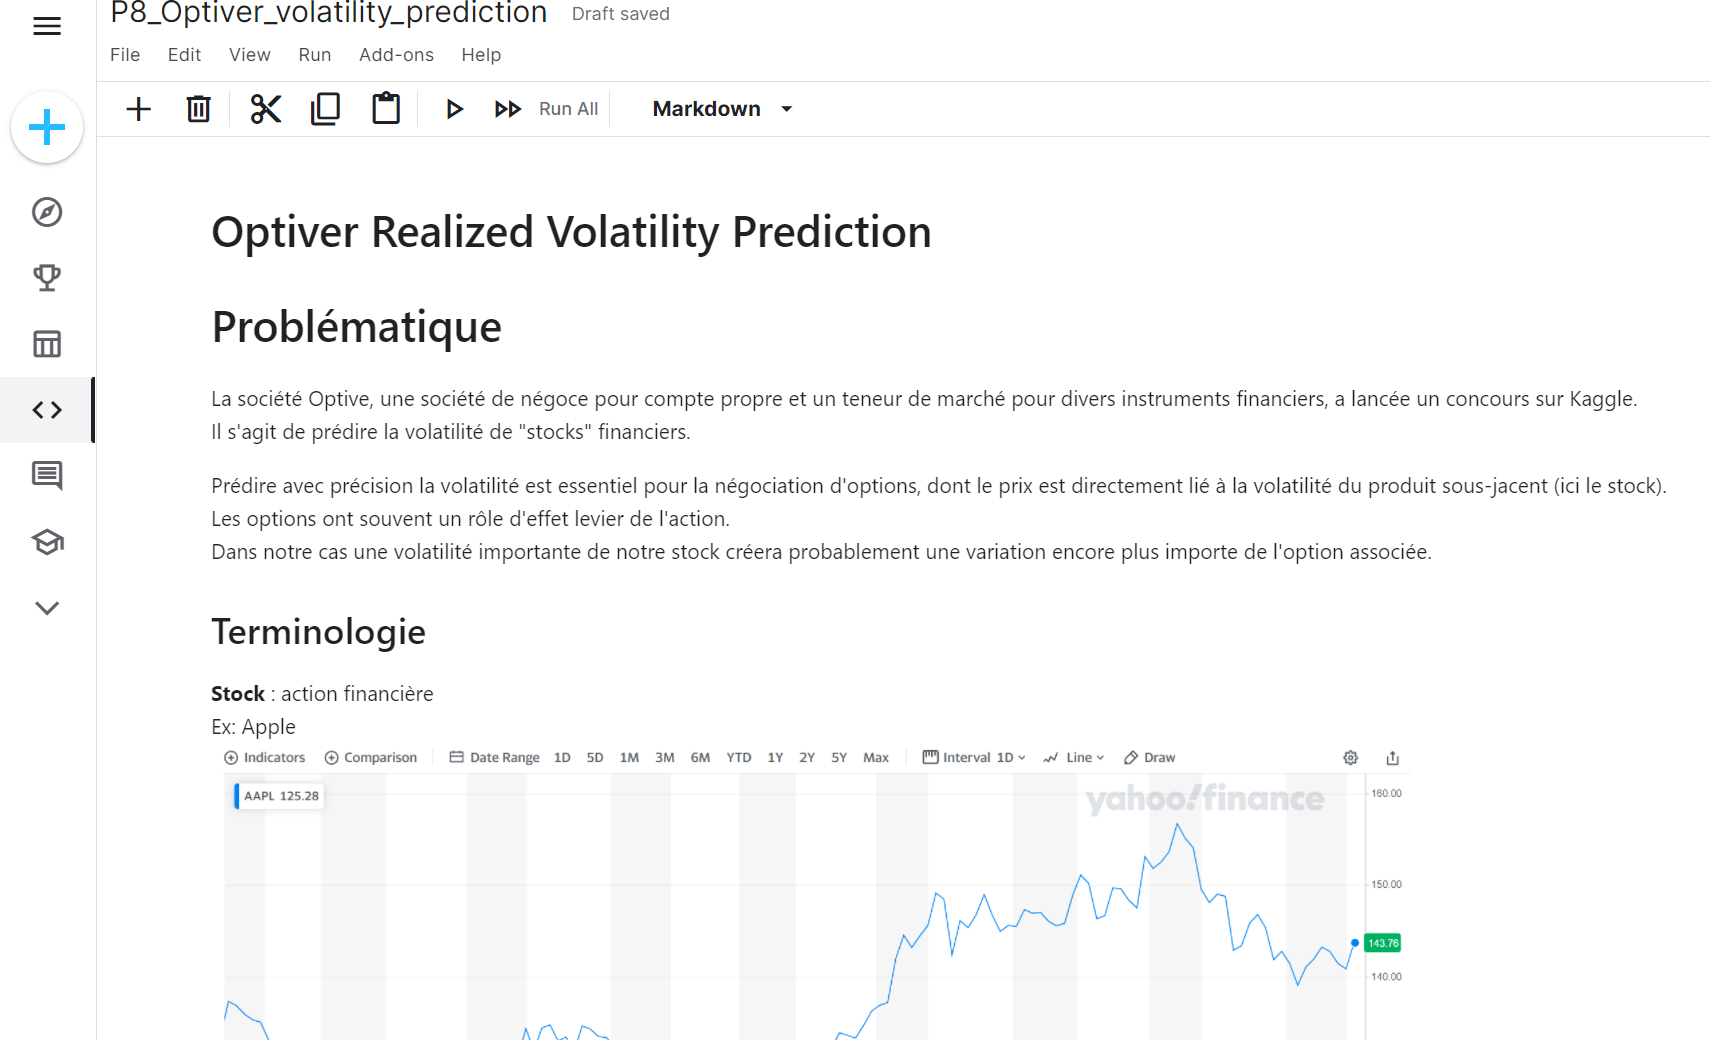 P8_Optiver_volatility_prediction Draft saved
File Edit View Run Add-ons Help
Run All Markdown
Optiver Realized Volatility Prediction
Problématique
La société Optive, une société de négoce pour compte propre et un teneur de marché pour divers instruments financiers, a lancée un concours sur Kaggle.
Il s'agit de prédire la volatilité de "stocks" financiers.
Prédire avec précision la volatilité est essentiel pour la négociation d'options, dont le prix est directement lié à la volatilité du produit sous-jacent (ici le stock).
Les options ont souvent un rôle d'effet levier de l'action.
Dans notre cas une volatilité importante de notre stock créera probablement une variation encore plus importe de l'option associée.
Terminologie
Stock : action financière
Ex: Apple
Indicators Comparison Date Range 1D 5D 1M 3M 6M YTD 1Y 2Y 5Y Max Interval 1D Line Draw
AAPL 125.28
yahoo!finance
160.00
150.00
143.76
140.00